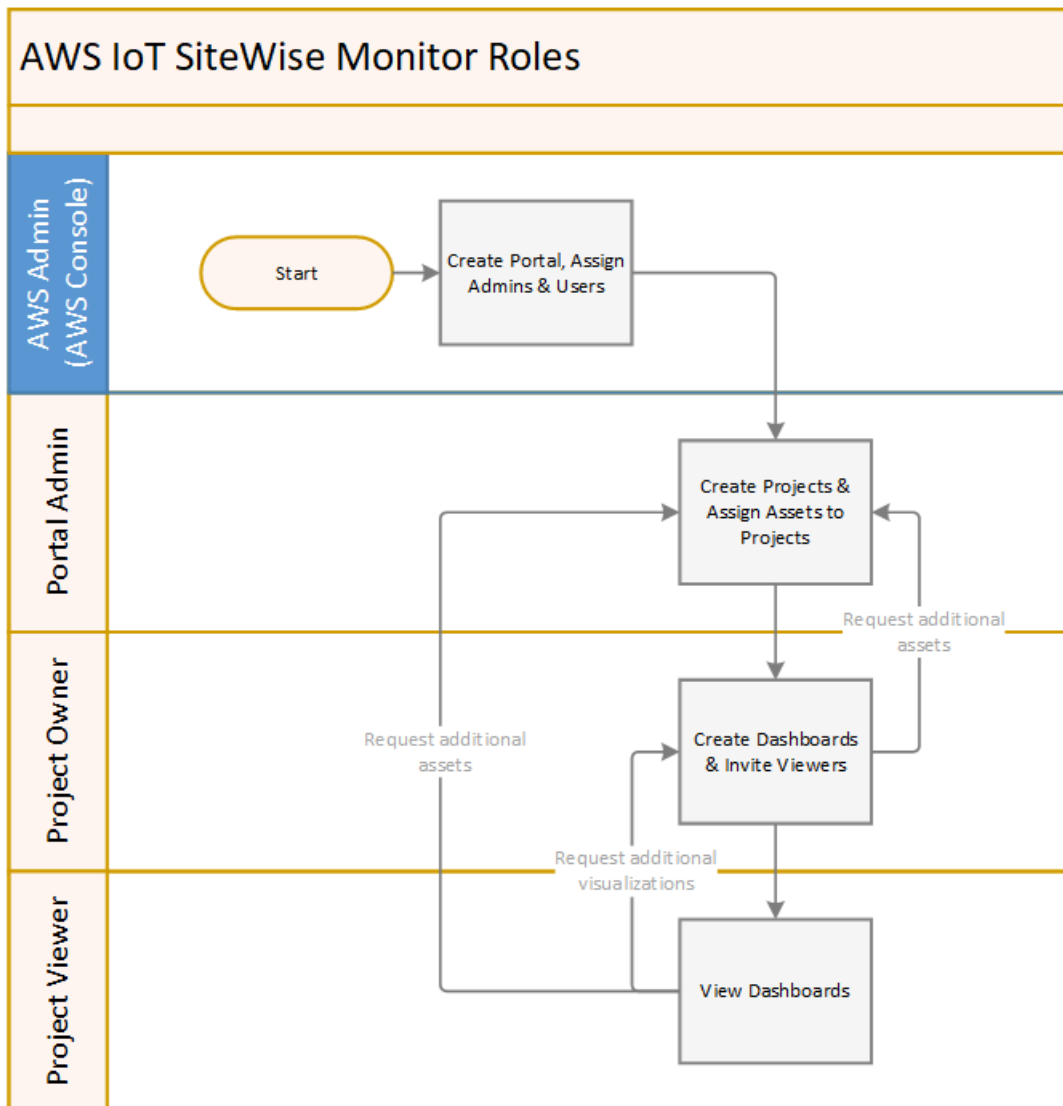 AWS IoT SiteWise Monitor Roles
AWS Admin
(AWS Console)
Start
Create Portal, Assign
Admins & Users
Portal Admin
Create Projects &
Assign Assets to
Projects
Request additional
assets
Project Owner
Request additional
assets
Create Dashboards
& Invite Viewers
Request additional
visualizations
Project Viewer
View Dashboards